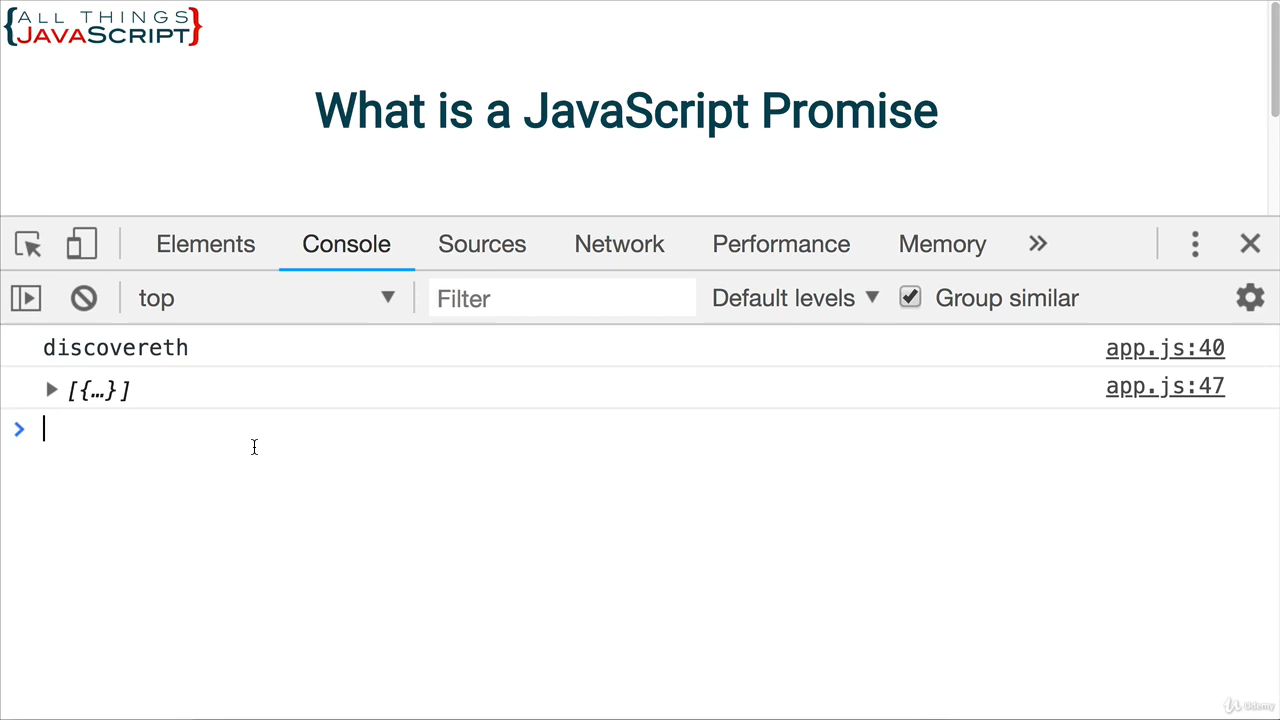 {ALL THINGS
JAVASCRIPT}
What is a JavaScript Promise
Elements Console Sources Network Performance Memory »
top Filter Default levels Group similar
discovereth app.js:40
[{…}] app.js:47
Udemy